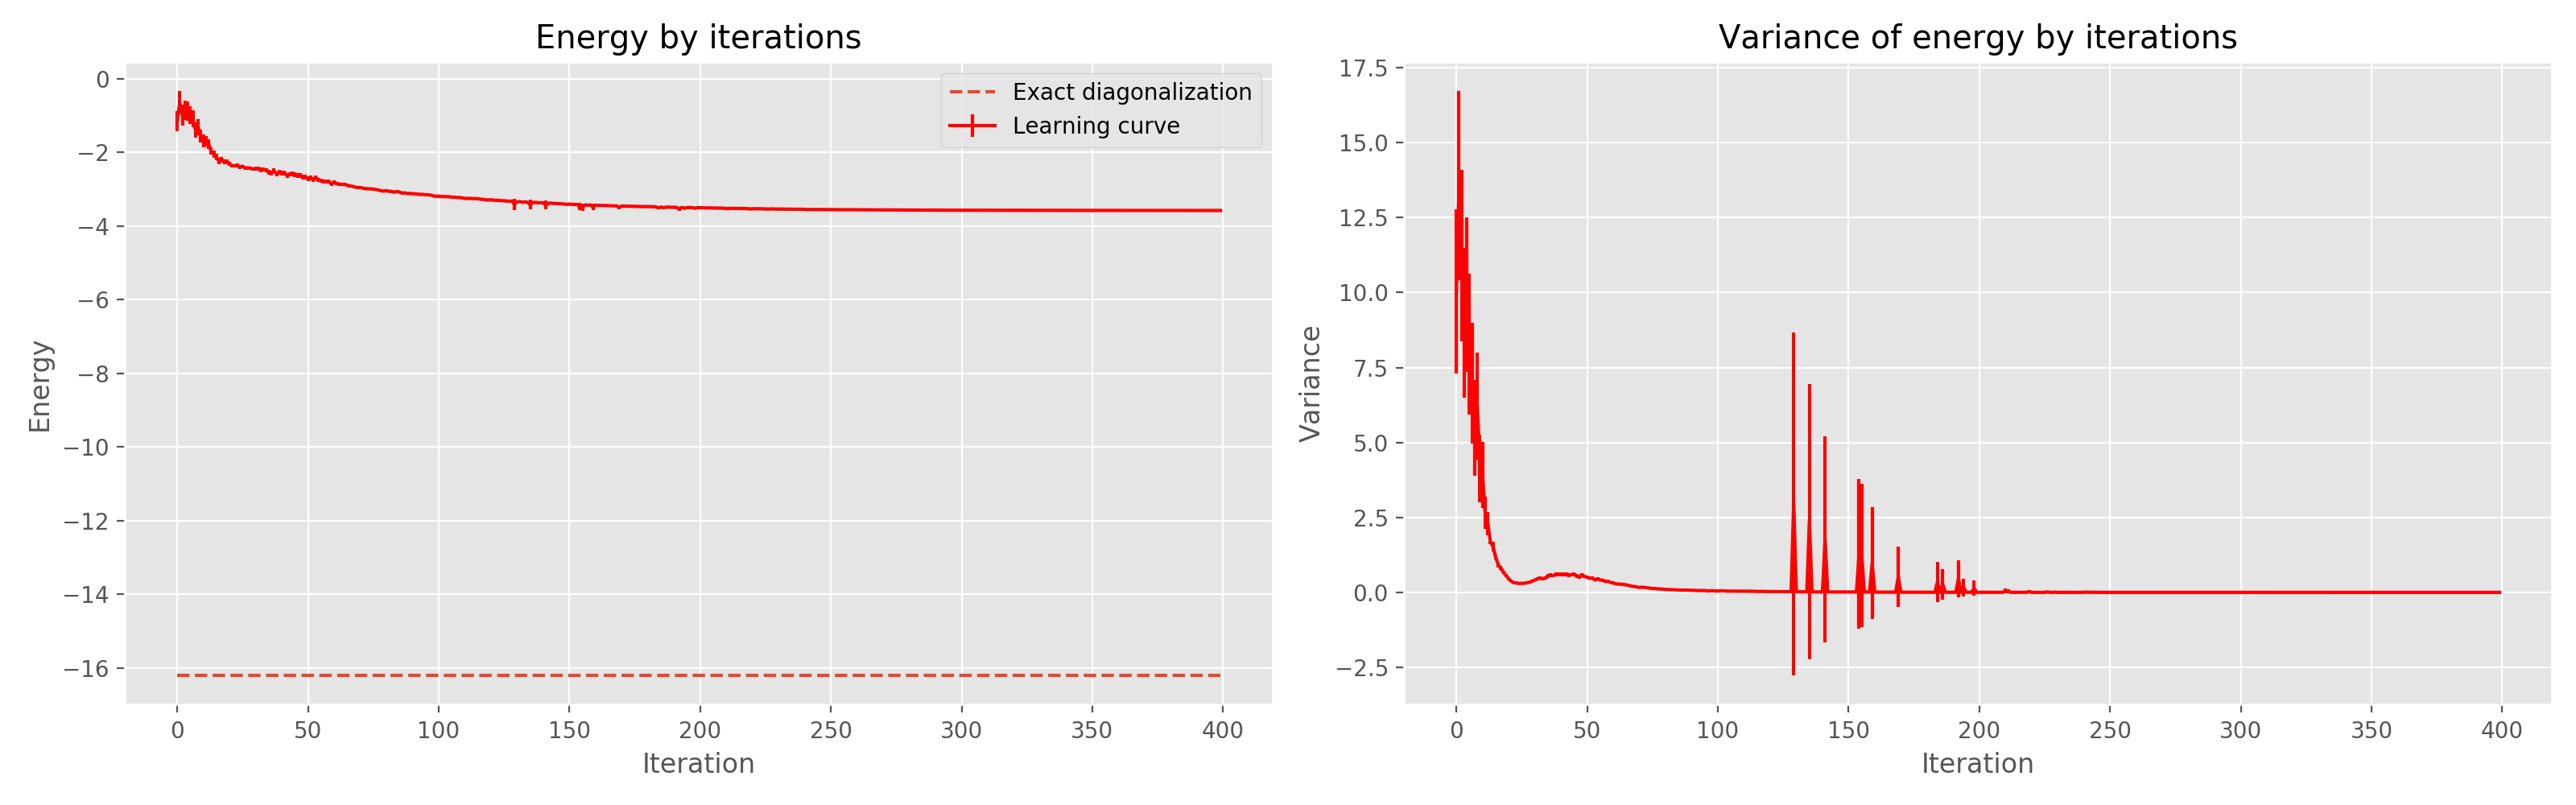 Energy by iterations
Energy
0
−2
−4
−6
−8
−10
−12
−14
−16
Exact diagonalization
Learning curve
0 50 100 150 200 250 300 350 400
Iteration
Variance of energy by iterations
Variance
17.5
15.0
12.5
10.0
7.5
5.0
2.5
0.0
−2.5
0 50 100 150 200 250 300 350 400
Iteration